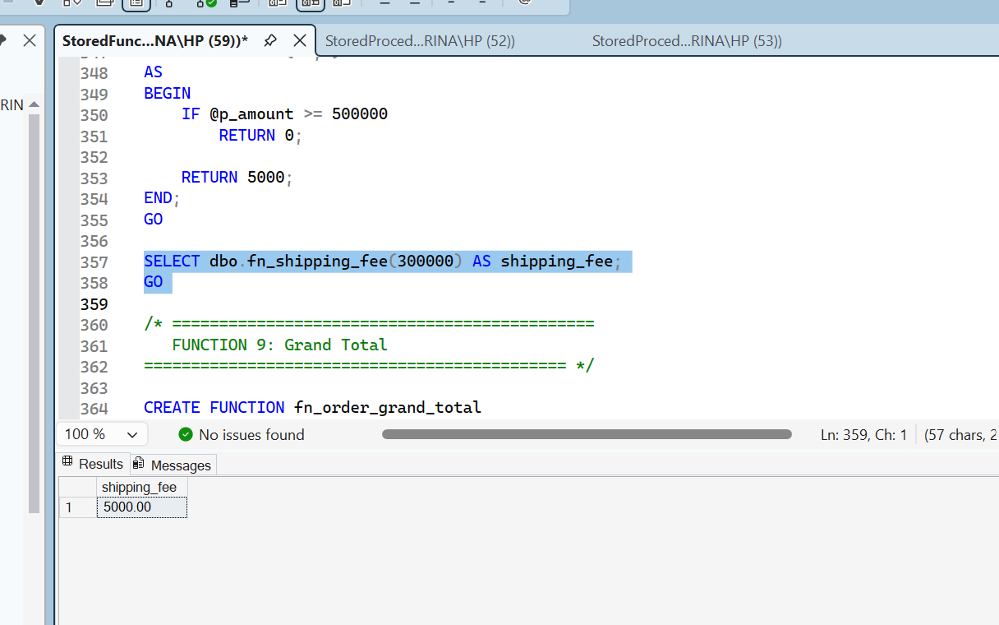 StoredFunc...NA\HP (59))*
StoredProced...RINA\HP (52))
StoredProced...RINA\HP (53))
RIN
348 AS
349 BEGIN
350 IF @p_amount >= 500000
351 RETURN 0;
352
353 RETURN 5000;
354 END;
355 GO
356
357 SELECT dbo.fn_shipping_fee(300000) AS shipping_fee;
358 GO
359
360 /* =============================================
361 FUNCTION 9: Grand Total
362 ============================================= */
363
364 CREATE FUNCTION fn_order_grand_total
100 %
No issues found
Ln: 359, Ch: 1
(57 chars, 2
Results
Messages
shipping_fee
1 5000.00